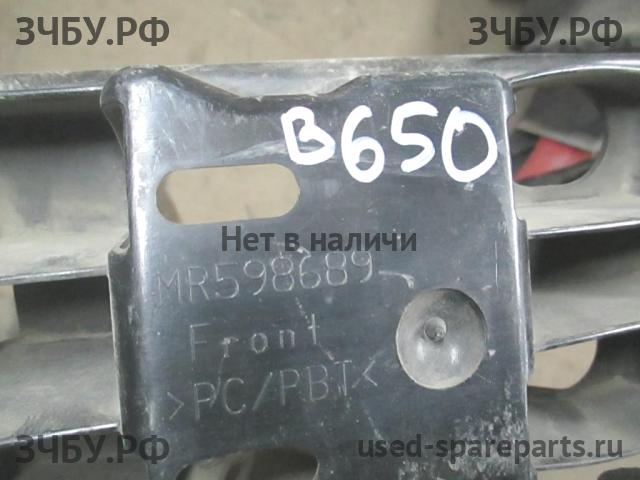 ЗЧБУ.РФ
ЗЧБУ.РФ
B650
Нет в наличи
MR598689
Front
>PC/PBT<
ЗЧБУ.РФ
used-spareparts.ru